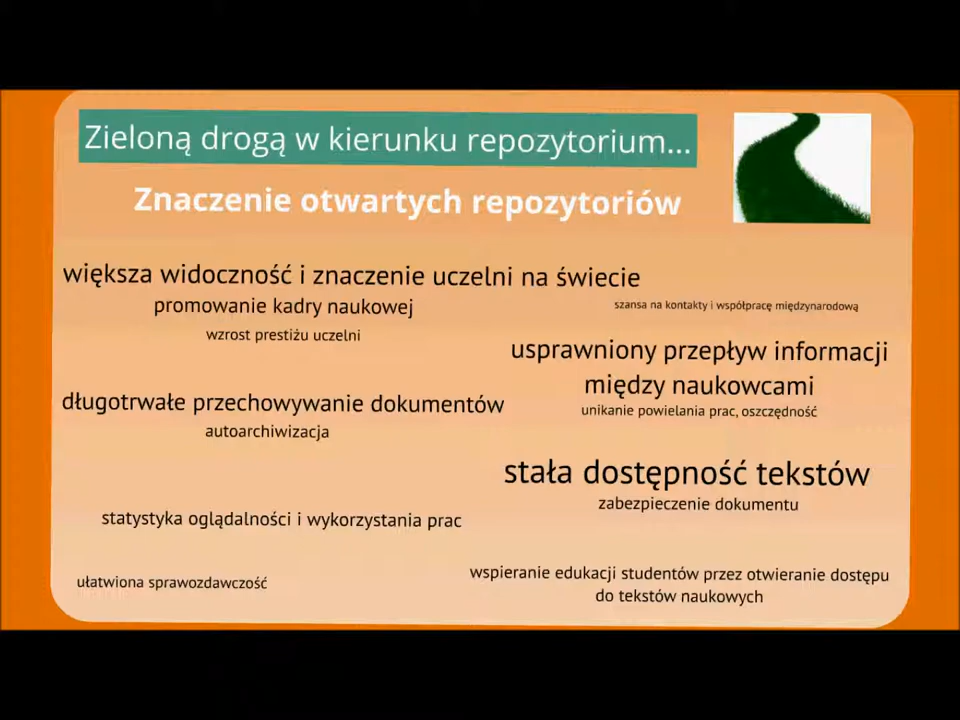 Zieloną drogą w kierunku repozytorium...
Znaczenie otwartych repozytoriów
większa widoczność i znaczenie uczelni na świecie
promowanie kadry naukowej
szansa na kontakty i współpracę międzynarodową
wzrost prestiżu uczelni
usprawniony przepływ informacji
między naukowcami
unikanie powielania prac, oszczędność
długotrwałe przechowywanie dokumentów
autoarchiwizacja
stała dostępność tekstów
zabezpieczenie dokumentu
statystyka oglądalności i wykorzystania prac
ułatwiona sprawozdawczość
wspieranie edukacji studentów przez otwieranie dostępu
do tekstów naukowych